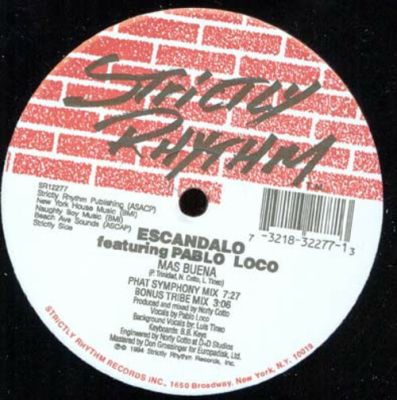 STRICTLY
RHYTHM
SR12277
Strictly Rhythm Publishing (ASACP)
New York House Music (BMI)
Naughty Boy Music (BMI)
Beach Ave Sounds (ASCAP)
Strictly Side
7 -3218-32277-1 3
ESCANDALO
featuring PABLO LOCO
MAS BUENA
(P. Trinidad, N. Cotto, L. Tineo)
PHAT SYMPHONY MIX 7:27
BONUS TRIBE MIX 3:06
Produced and mixed by Norty Cotto
Vocals by Pablo Loco
Background Vocals by: Luis Tineo
Keyboards: B.B. Keys
Engineered by Norty Cotto at D+D Studios
Mastered by Don Grossinger for Europadisk, Ltd.
℗© 1994 Strictly Rhythm Records, Inc.
STRICTLY RHYTHM RECORDS INC. 1650 Broadway, New York, N.Y. 10019